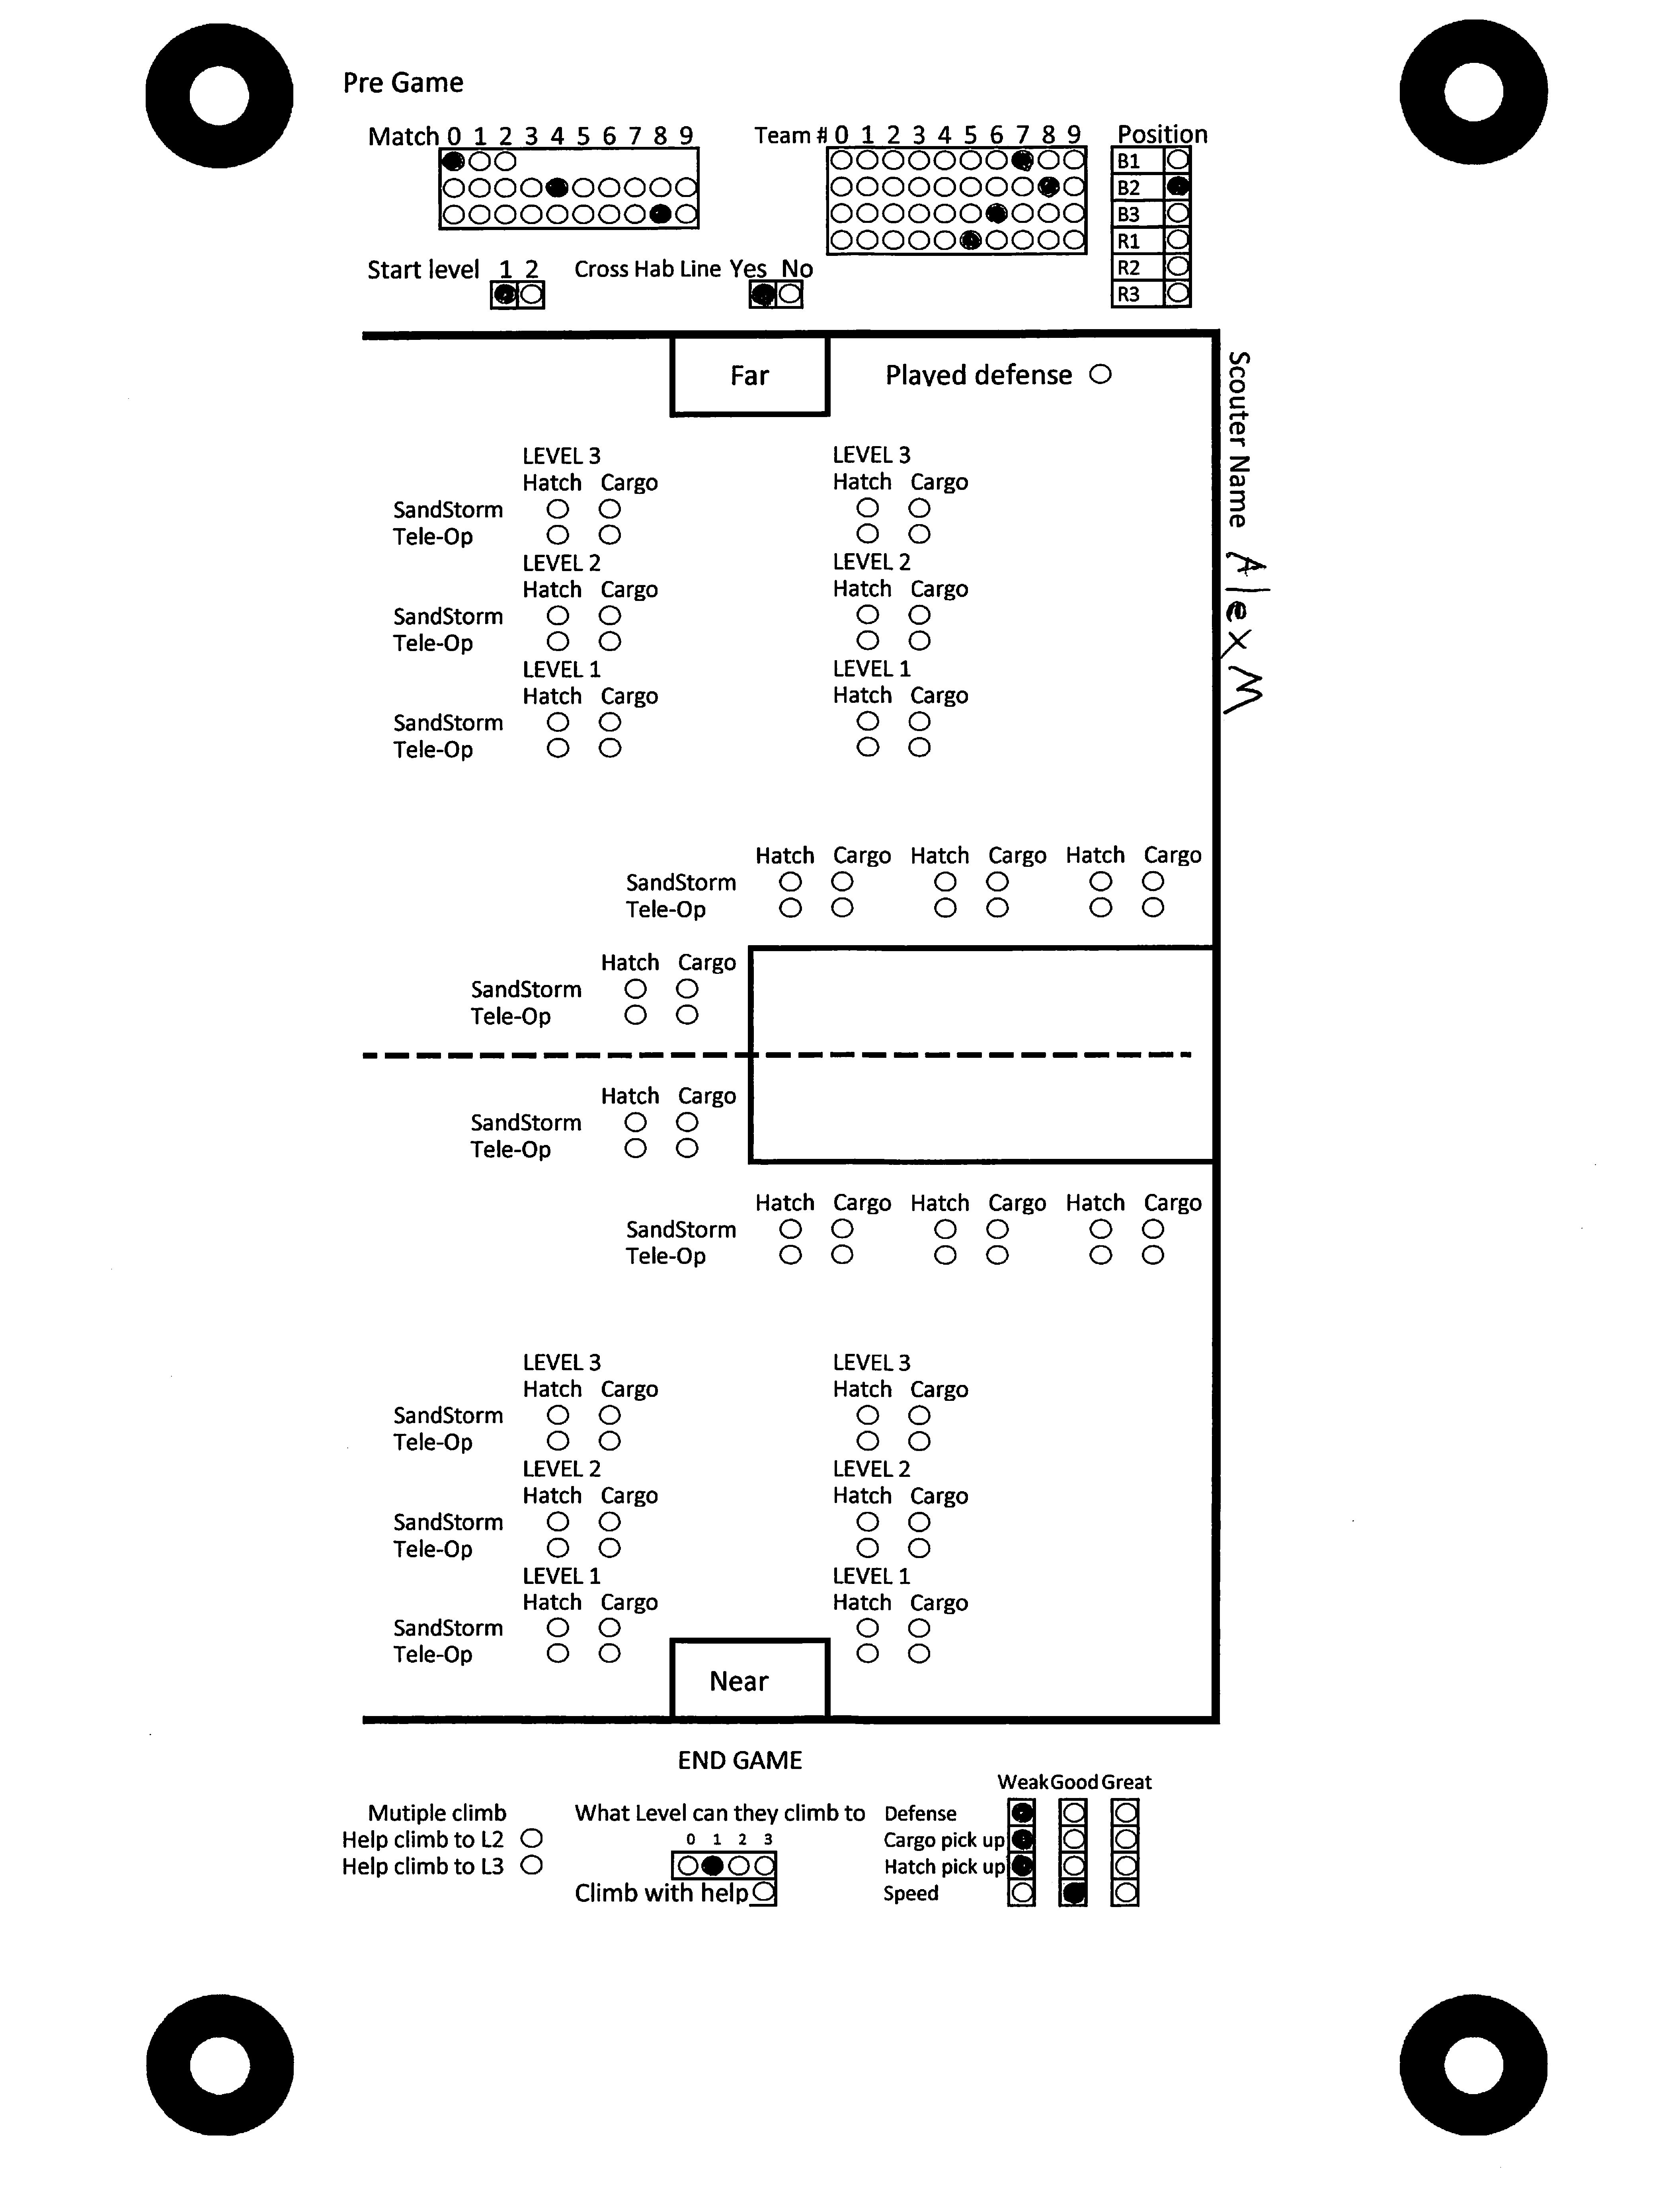 Pre Game
Match 0 1 2 3 4 5 6 7 8 9
Team # 0 1 2 3 4 5 6 7 8 9
Position
B1
B2
B3
R1
R2
R3
Start level 1 2
Cross Hab Line Yes No
Far
Played defense
Scouter Name Alex M
LEVEL 3 LEVEL 3
Hatch Cargo Hatch Cargo
SandStorm
Tele-Op
LEVEL 2 LEVEL 2
Hatch Cargo Hatch Cargo
SandStorm
Tele-Op
LEVEL 1 LEVEL 1
Hatch Cargo Hatch Cargo
SandStorm
Tele-Op
Hatch Cargo Hatch Cargo Hatch Cargo
SandStorm
Tele-Op
Hatch Cargo
SandStorm
Tele-Op
Hatch Cargo
SandStorm
Tele-Op
Hatch Cargo Hatch Cargo Hatch Cargo
SandStorm
Tele-Op
LEVEL 3 LEVEL 3
Hatch Cargo Hatch Cargo
SandStorm
Tele-Op
LEVEL 2 LEVEL 2
Hatch Cargo Hatch Cargo
SandStorm
Tele-Op
LEVEL 1 LEVEL 1
Hatch Cargo Hatch Cargo
SandStorm
Tele-Op
Near
END GAME
Mutiple climb
Help climb to L2
Help climb to L3
What Level can they climb to
0 1 2 3
Climb with help
Weak Good Great
Defense
Cargo pick up
Hatch pick up
Speed